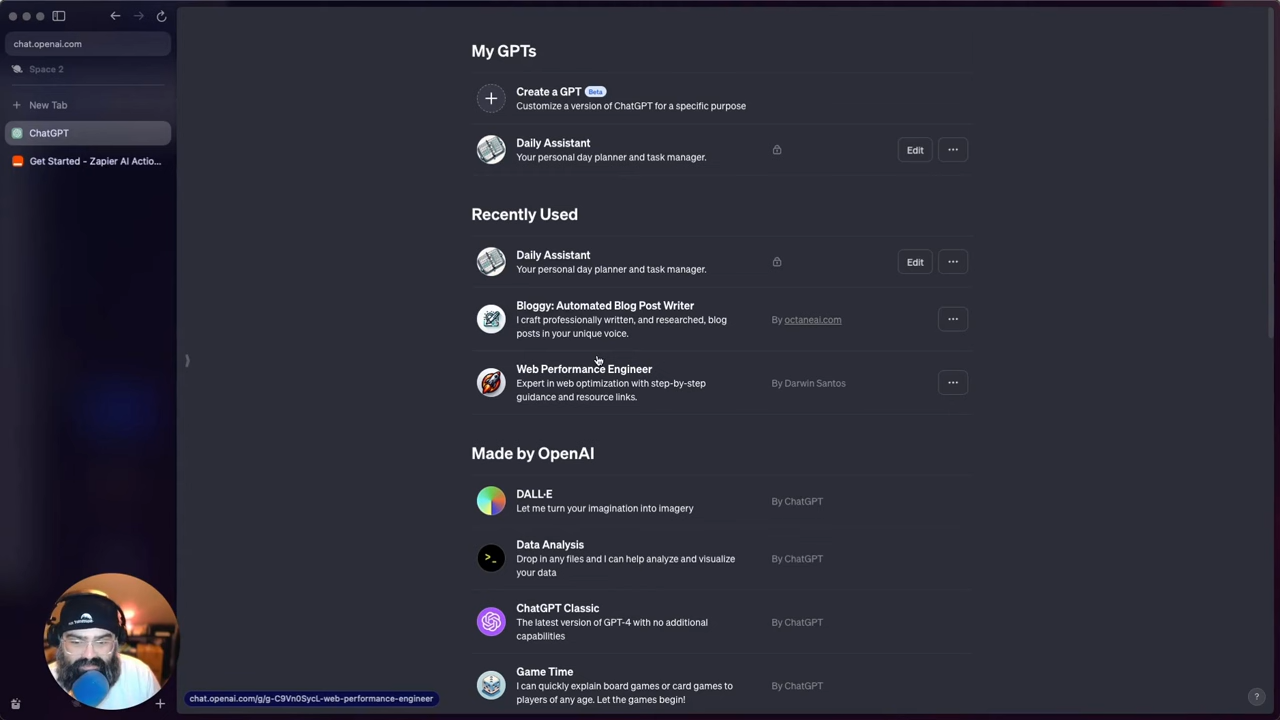 chat.openai.com
Space 2
New Tab
ChatGPT
Get Started - Zapier AI Actio...
My GPTs
Create a GPT Beta
Customize a version of ChatGPT for a specific purpose
Daily Assistant
Your personal day planner and task manager.
Edit
Recently Used
Daily Assistant
Your personal day planner and task manager.
Edit
Bloggy: Automated Blog Post Writer
I craft professionally written, and researched, blog
posts in your unique voice.
By octaneai.com
Web Performance Engineer
Expert in web optimization with step-by-step
guidance and resource links.
By Darwin Santos
Made by OpenAI
DALL·E
Let me turn your imagination into imagery
By ChatGPT
Data Analysis
Drop in any files and I can help analyze and visualize
your data
By ChatGPT
ChatGPT Classic
The latest version of GPT-4 with no additional
capabilities
By ChatGPT
Game Time
I can quickly explain board games or card games to
players of any age. Let the games begin!
By ChatGPT
chat.openai.com/g/g-C9Vn0SycL-web-performance-engineer
?